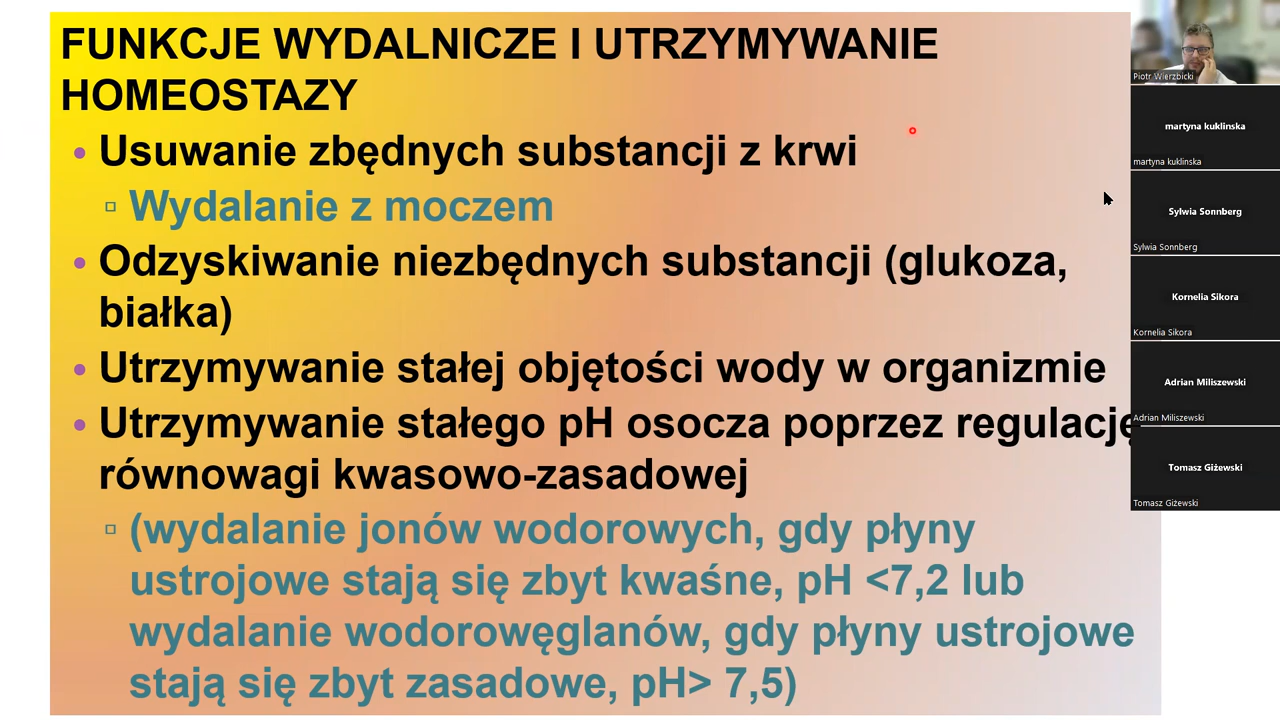 FUNKCJE WYDALNICZE I UTRZYMYWANIE
HOMEOSTAZY
• Usuwanie zbędnych substancji z krwi
▫ Wydalanie z moczem
• Odzyskiwanie niezbędnych substancji (glukoza,
białka)
• Utrzymywanie stałej objętości wody w organizmie
• Utrzymywanie stałego pH osocza poprzez regulację
równowagi kwasowo-zasadowej
▫ (wydalanie jonów wodorowych, gdy płyny
ustrojowe stają się zbyt kwaśne, pH <7,2 lub
wydalanie wodorowęglanów, gdy płyny ustrojowe
stają się zbyt zasadowe, pH> 7,5)
Piotr Wierzbicki
martyna kuklinska
martyna kuklinska
Sylwia Sonnberg
Sylwia Sonnberg
Kornelia Sikora
Kornelia Sikora
Adrian Miliszewski
Adrian Miliszewski
Tomasz Giżewski
Tomasz Giżewski